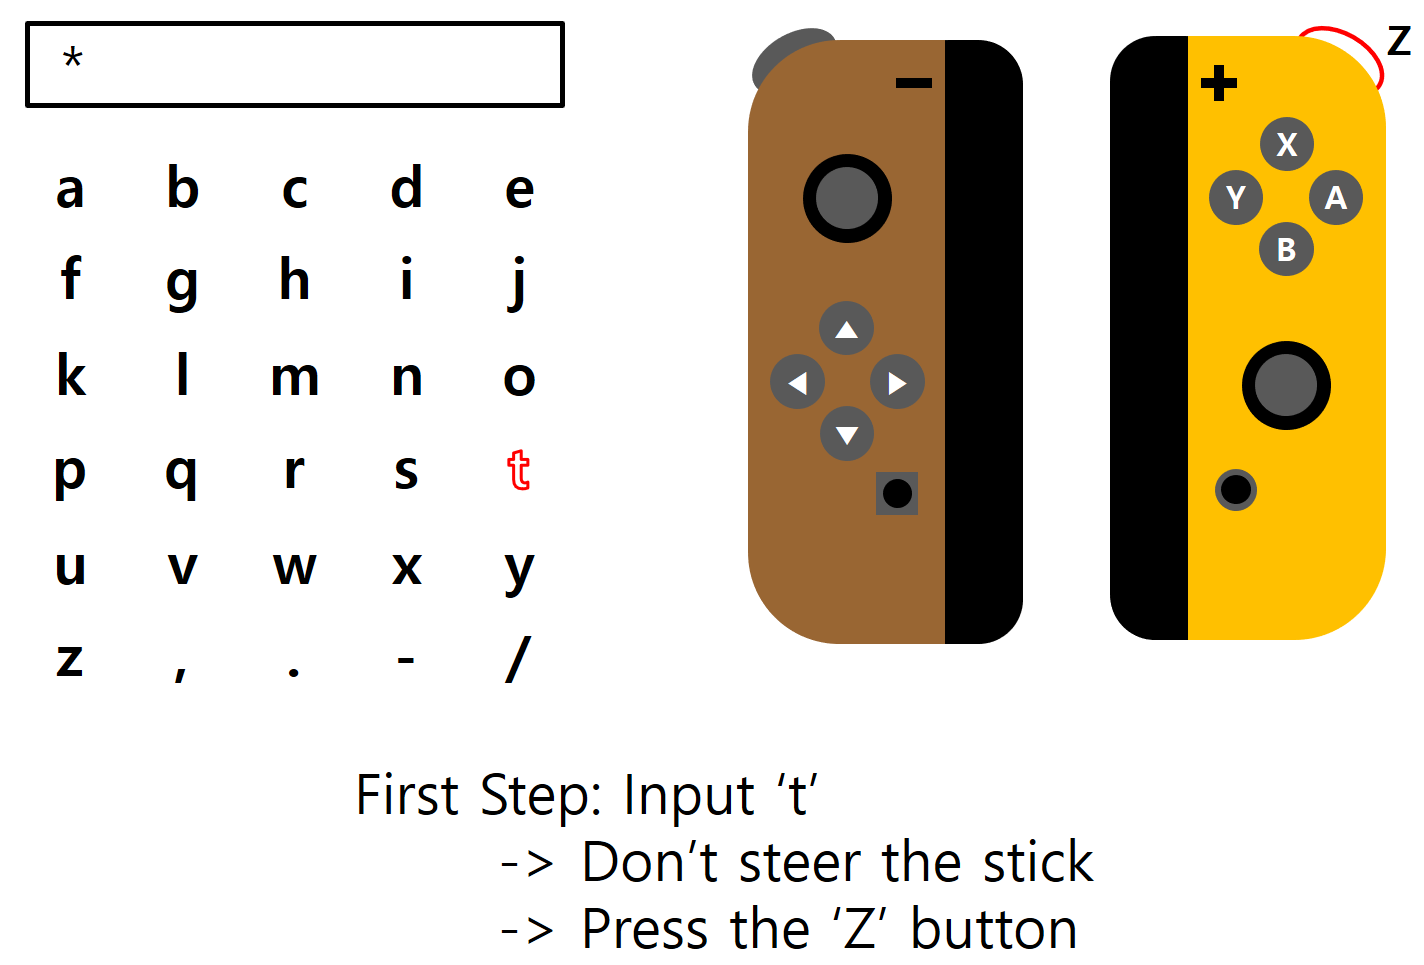 *
Z
a b c d e
f g h i j
k l m n o
p q r s t
u v w x y
z , . - /
− +
X
Y A
B
▲
◀ ▶
▼
First Step: Input ‘t’
-> Don’t steer the stick
-> Press the ‘Z’ button